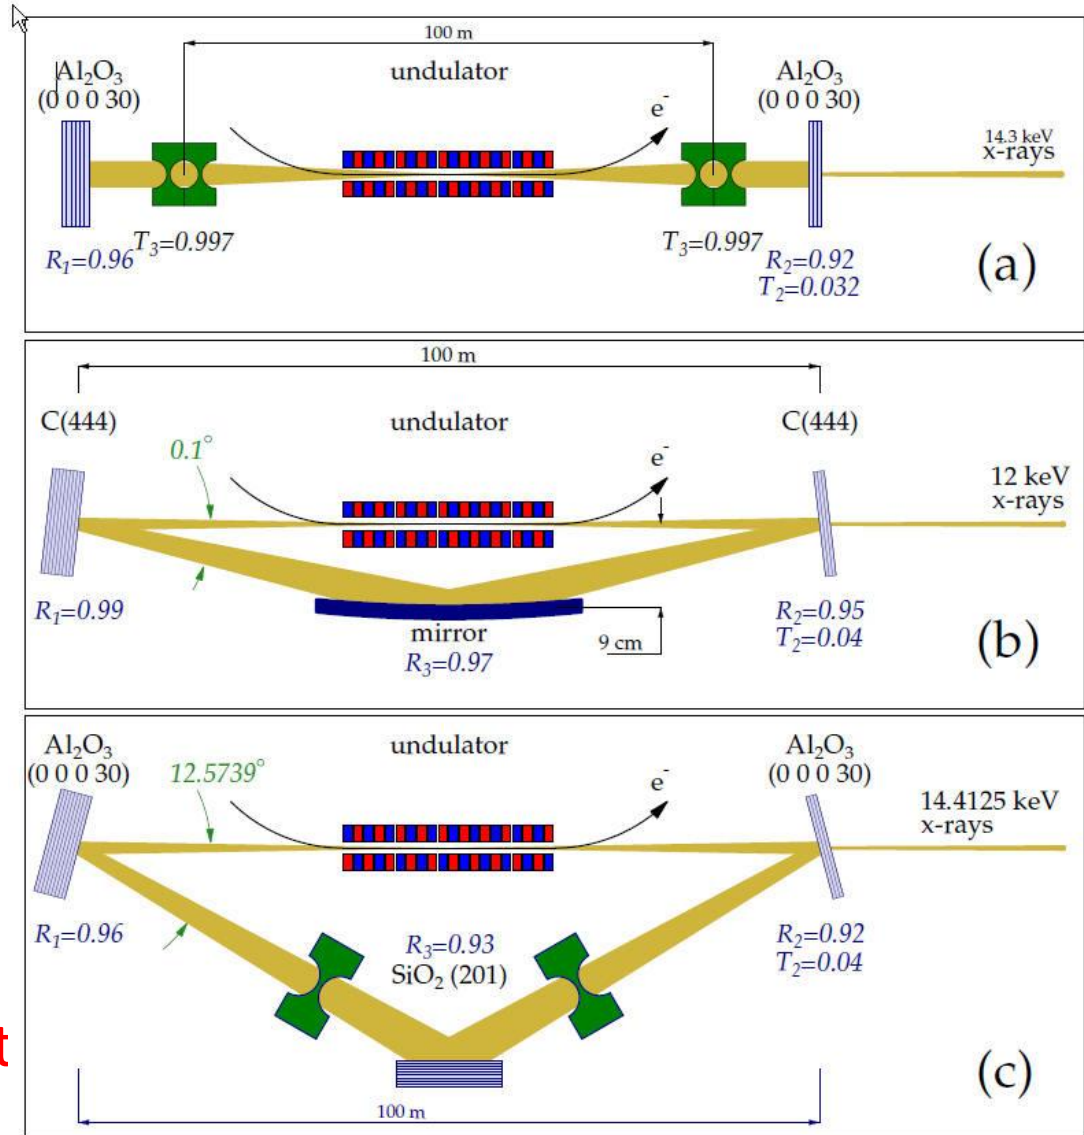 100 m
Al₂O₃
(0 0 0 30)
undulator
e⁻
Al₂O₃
(0 0 0 30)
14.3 keV
x-rays
T₃=0.997
R₁=0.96
T₃=0.997
R₂=0.92
T₂=0.032
(a)
100 m
C(444)
undulator
C(444)
0.1°
e⁻
12 keV
x-rays
R₁=0.99
mirror
R₃=0.97
9 cm
R₂=0.95
T₂=0.04
(b)
Al₂O₃
(0 0 0 30)
undulator
Al₂O₃
(0 0 0 30)
12.5739°
e⁻
14.4125 keV
x-rays
R₁=0.96
R₃=0.93
SiO₂ (201)
R₂=0.92
T₂=0.04
t
(c)
100 m